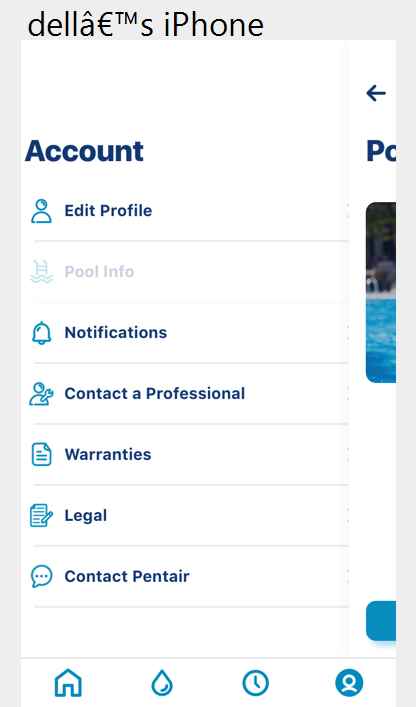 dellâ€™s iPhone
Account
Po
Edit Profile
Pool Info
Notifications
Contact a Professional
Warranties
Legal
Contact Pentair